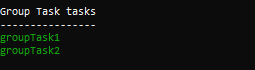 Group Task tasks
----------------
groupTask1
groupTask2